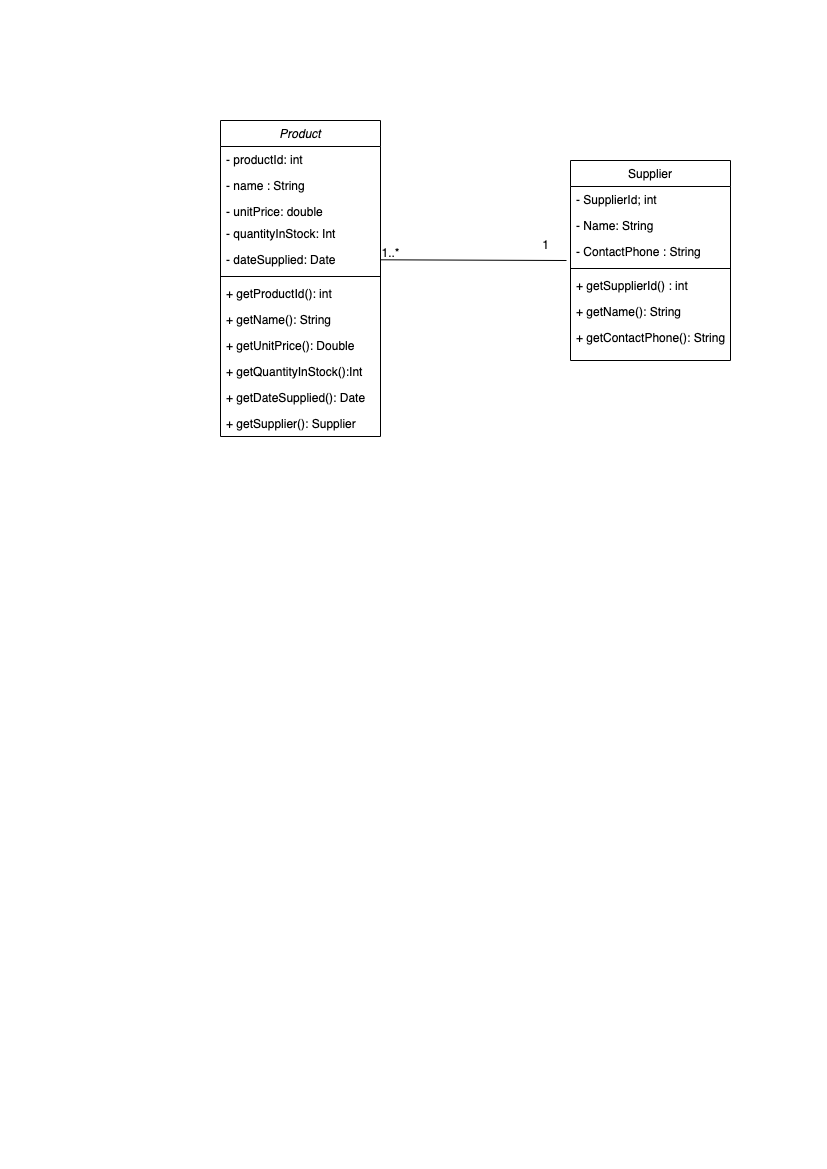 Product
- productId: int
- name : String
- unitPrice: double
- quantityInStock: Int
- dateSupplied: Date
+ getProductId(): int
+ getName(): String
+ getUnitPrice(): Double
+ getQuantityInStock():Int
+ getDateSupplied(): Date
+ getSupplier(): Supplier
1..*
1
Supplier
- SupplierId; int
- Name: String
- ContactPhone : String
+ getSupplierId() : int
+ getName(): String
+ getContactPhone(): String